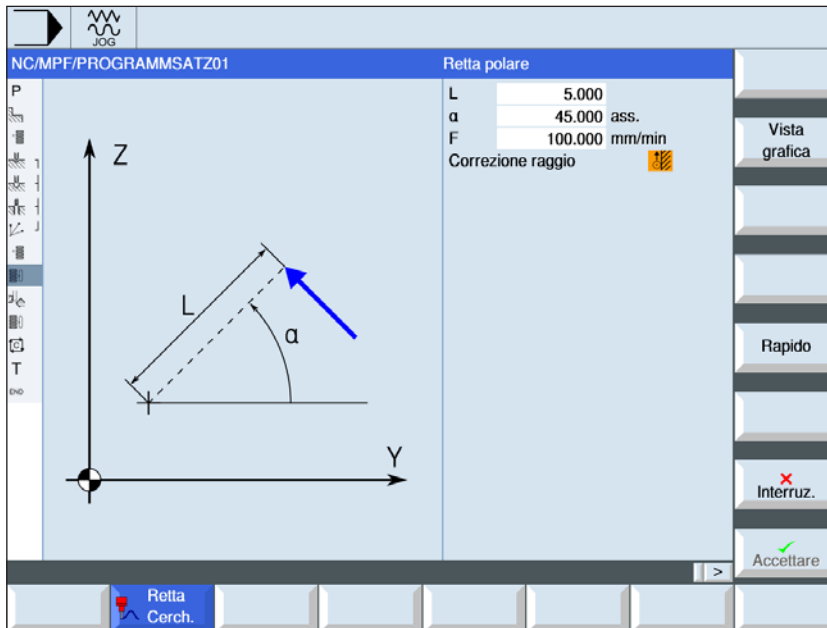 JOG
NC/MPF/PROGRAMMSATZ01
Retta polare
P
T
END
Z
L
α
Y
L 5.000
α 45.000 ass.
F 100.000 mm/min
Correzione raggio
Vista
grafica
Rapido
Interruz.
Accettare
>
Retta
Cerch.